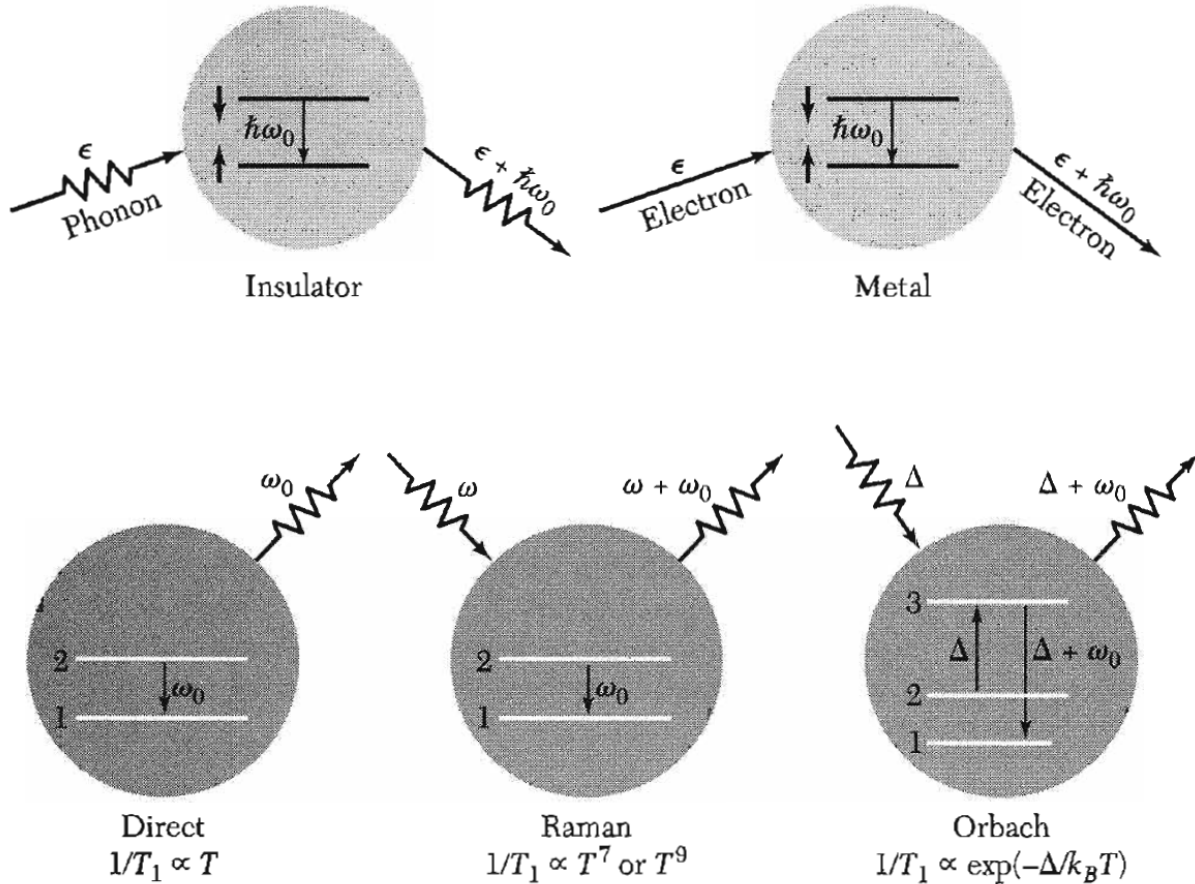 ħω₀
ϵ
Phonon
ϵ + ħω₀
Insulator
ħω₀
ϵ
Electron
ϵ + ħω₀
Electron
Metal
ω₀
2
ω₀
1
Direct
1/T₁ ∝ T
ω
ω + ω₀
2
ω₀
1
Raman
1/T₁ ∝ T⁷ or T⁹
Δ
Δ + ω₀
3
Δ
Δ + ω₀
2
1
Orbach
1/T₁ ∝ exp(−Δ/k_BT)